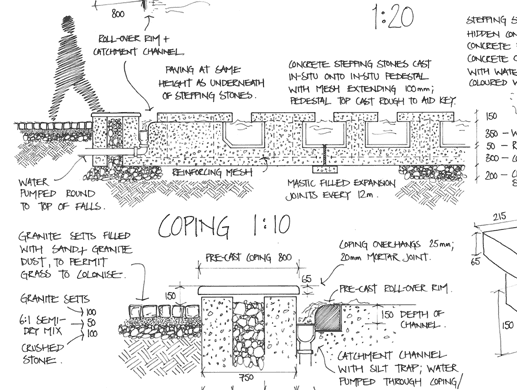 800
1:20
ROLL-OVER RIM +
CATCHMENT CHANNEL.
PAVING AT SAME
HEIGHT AS UNDERNEATH
OF STEPPING STONES.
CONCRETE STEPPING STONES CAST
IN-SITU ONTO IN-SITU PEDESTAL
WITH MESH EXTENDING 100mm;
PEDESTAL TOP CAST ROUGH TO AID KEY.
STEPPING S
HIDDEN CO
CONCRETE
CONCRETE C
WITH WATE
COLOURED W
150
350 - W
50 - R
300 - C
200 - C
WATER
PUMPED ROUND
TO TOP OF FALLS.
REINFORCING MESH
MASTIC FILLED EXPANSION
JOINTS EVERY 12m.
COPING 1:10
GRANITE SETTS FILLED
WITH SAND + GRANITE
DUST, TO PERMIT
GRASS TO COLONISE.
GRANITE SETTS
6:1 SEMI-
DRY MIX
CRUSHED
STONE.
100
50
100
150
PRE-CAST COPING 800
65
COPING OVERHANGS 25mm;
20mm MORTAR JOINT.
PRE-CAST ROLL-OVER RIM.
150
DEPTH OF
CHANNEL.
CATCHMENT CHANNEL
WITH SILT TRAP; WATER
PUMPED THROUGH COPING/
750
215
65
150